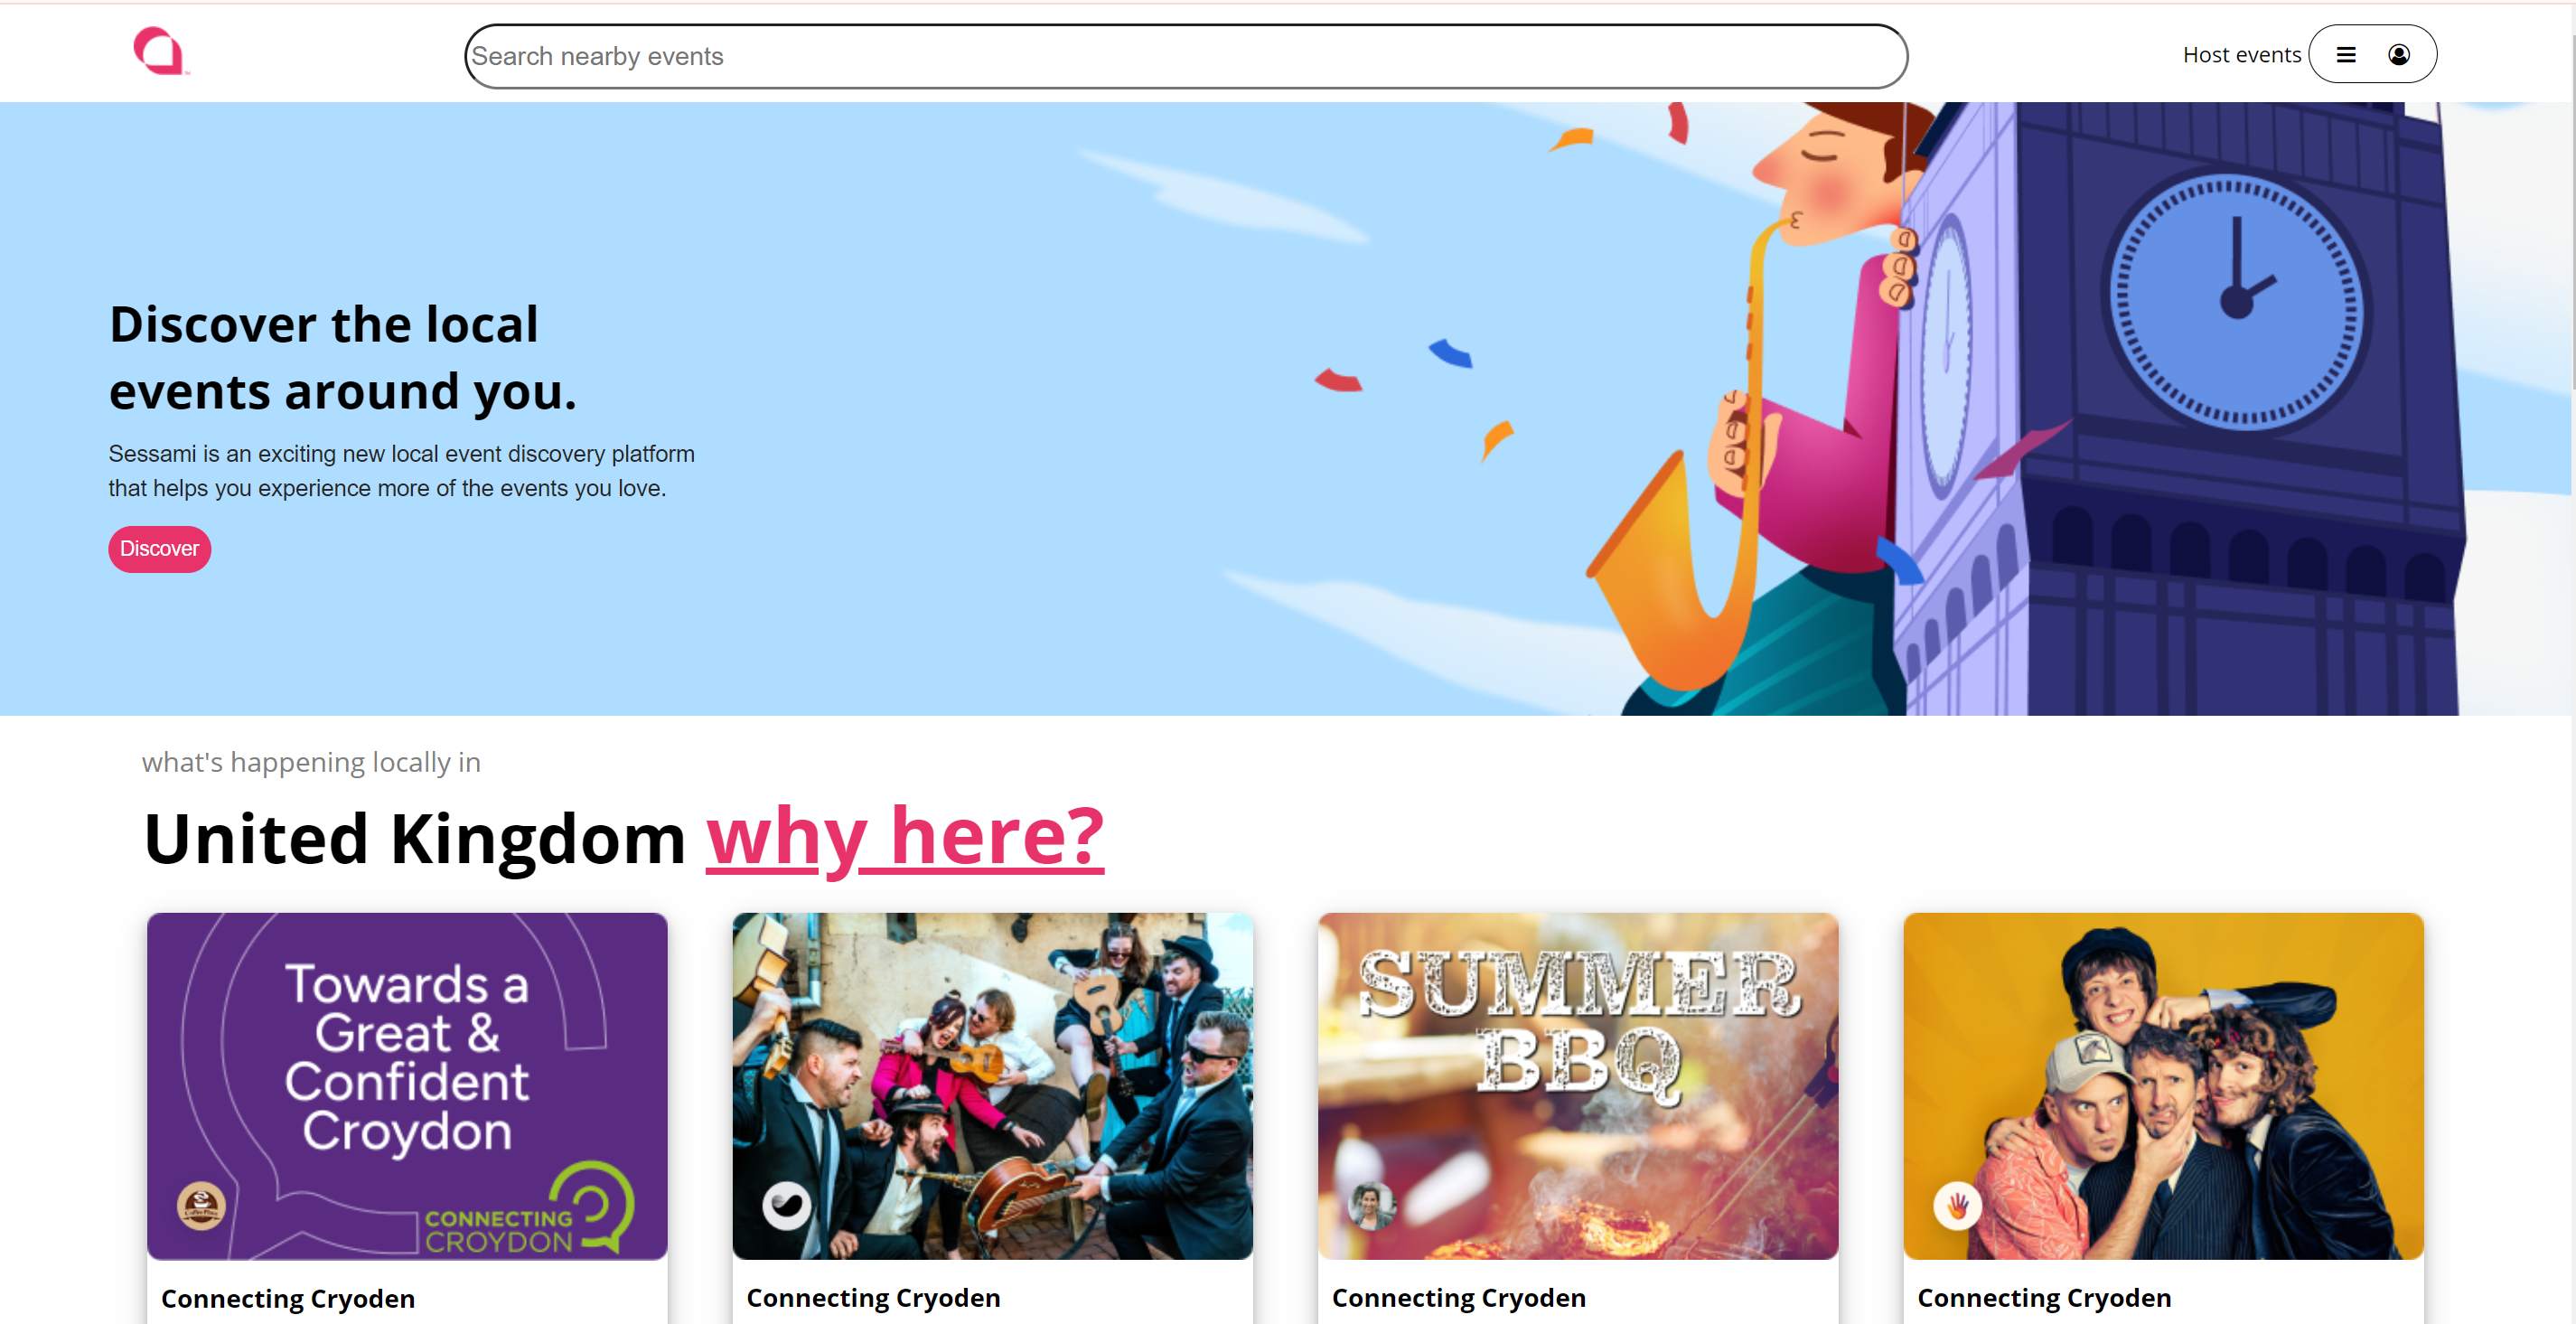 Search nearby events
Host events
Discover the local
events around you.
Sessami is an exciting new local event discovery platform
that helps you experience more of the events you love.
Discover
what's happening locally in
United Kingdom why here?
Towards a
Great &
Confident
Croydon
CONNECTING
CROYDON
SUMMER
BBQ
Connecting Cryoden
Connecting Cryoden
Connecting Cryoden
Connecting Cryoden